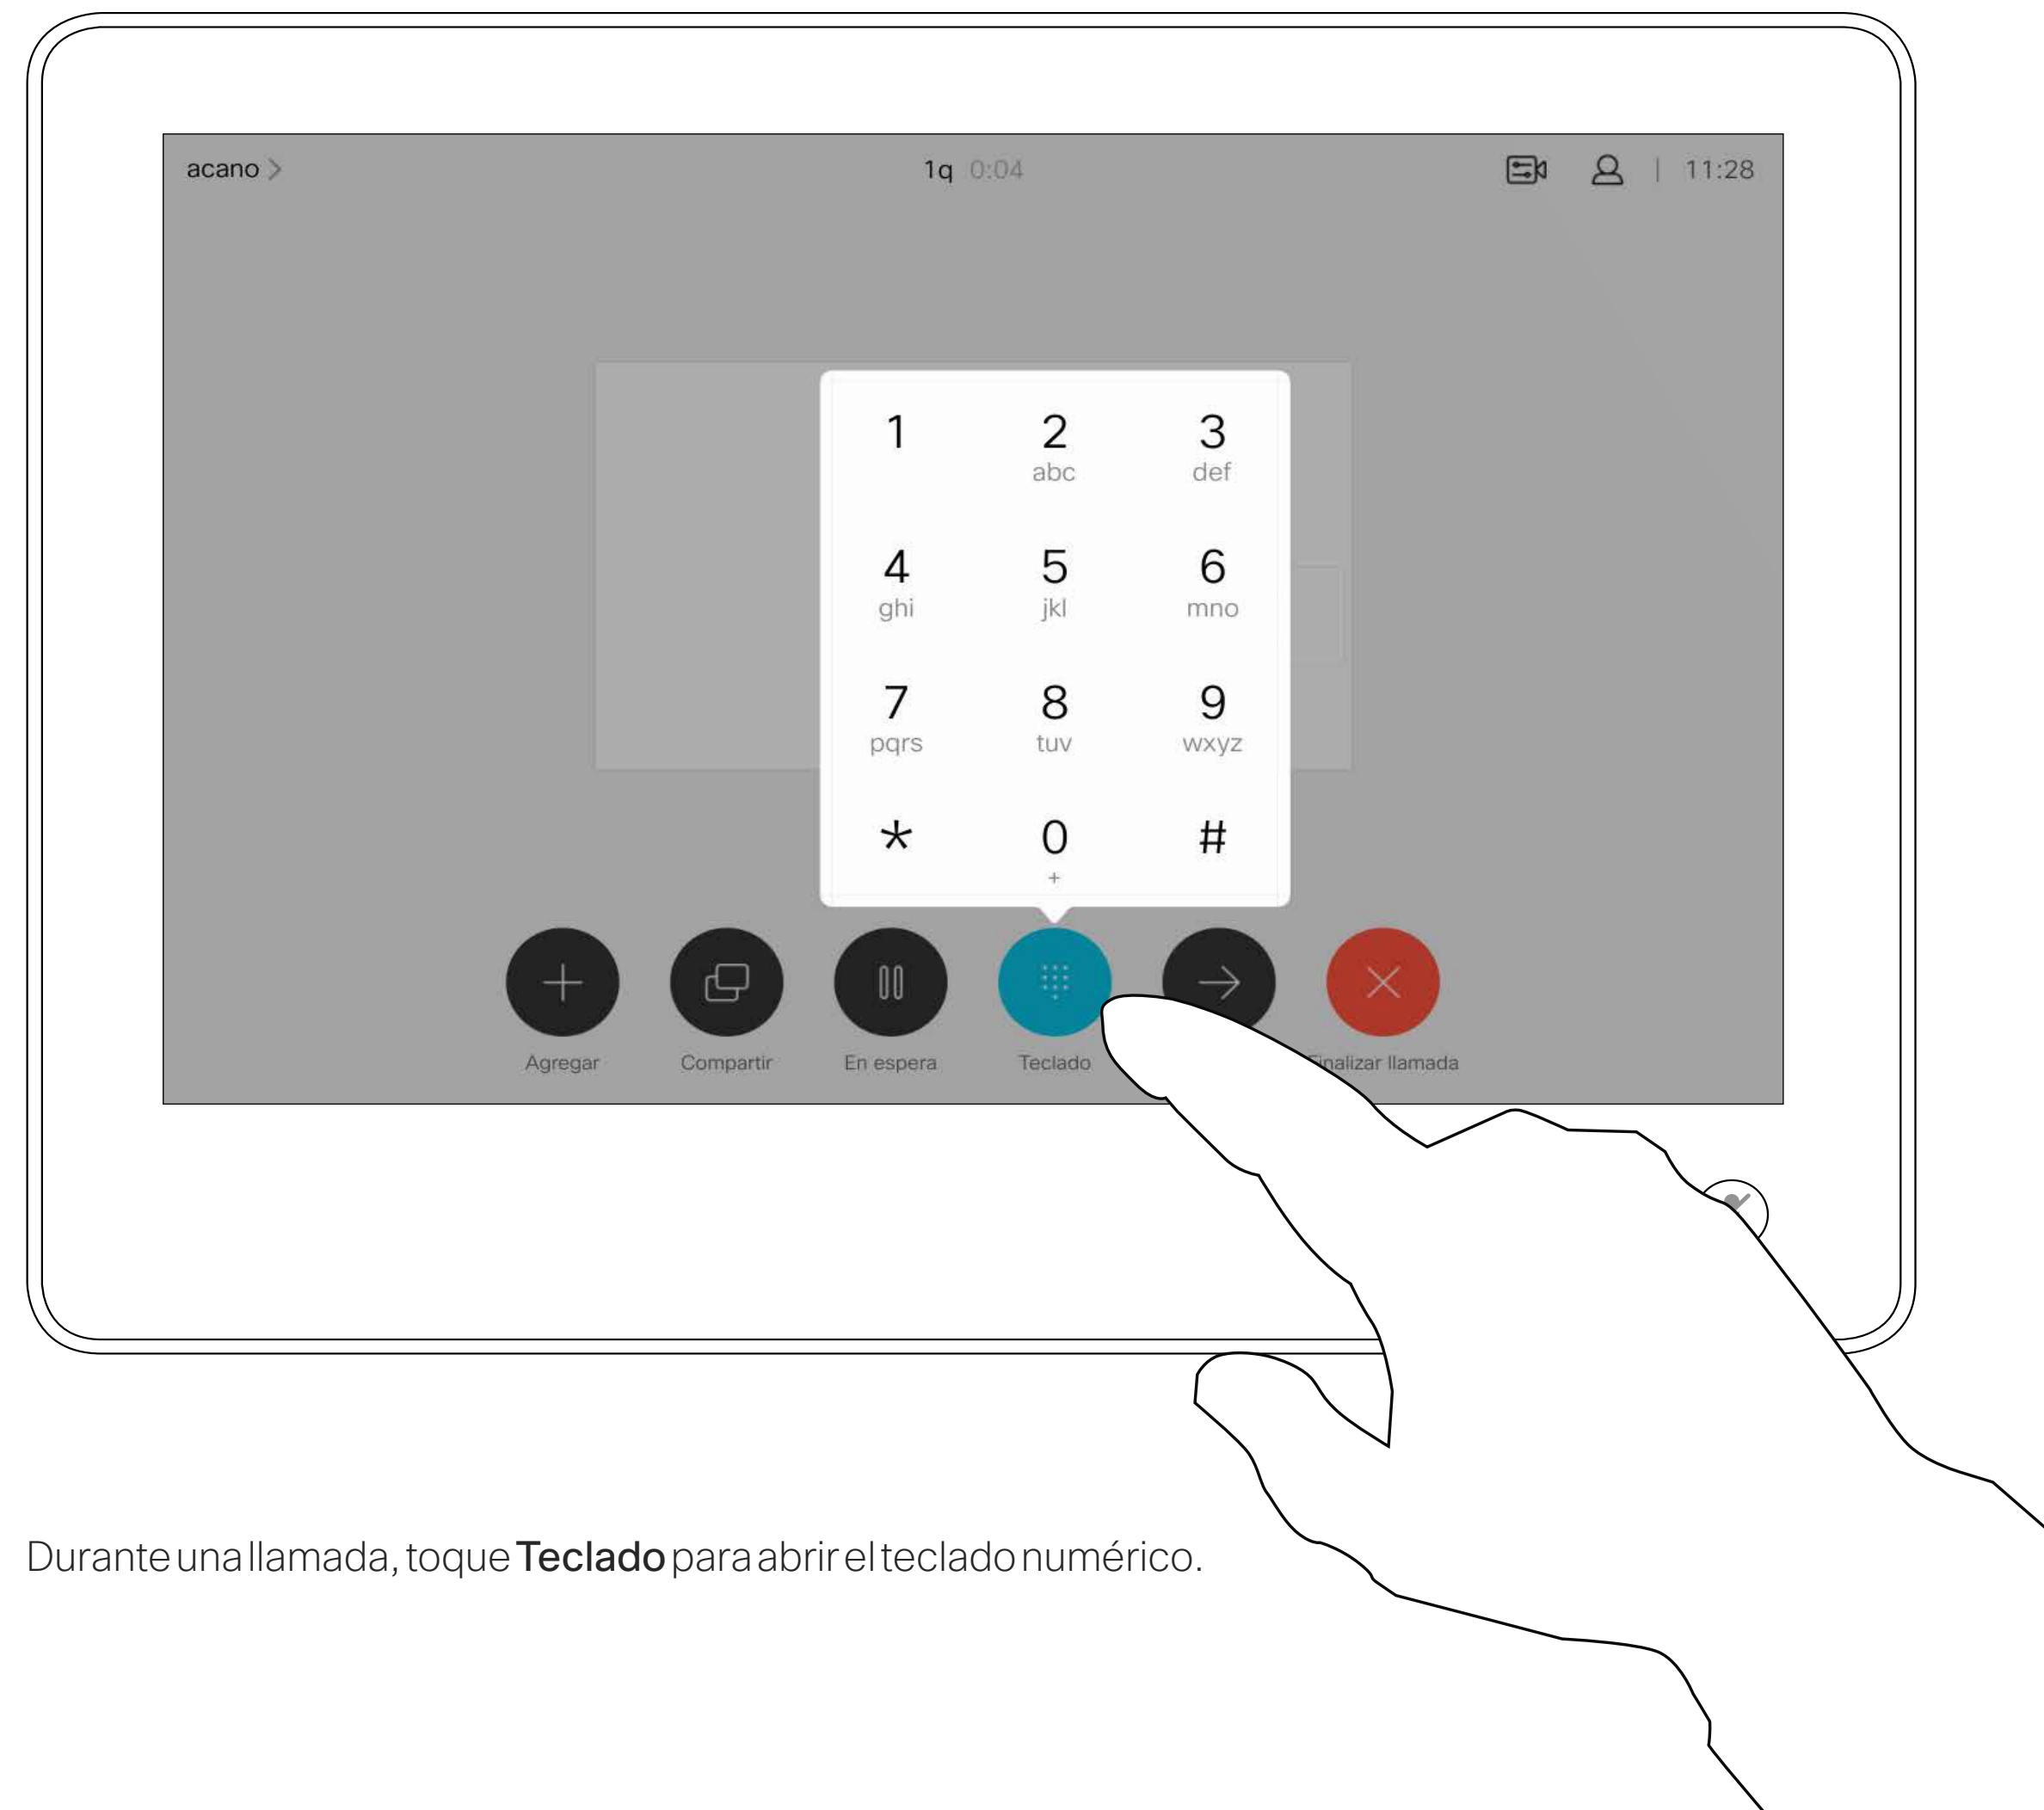 acano
1q 0:04
11:28
1 2 3
abc def
4 5 6
ghi jkl mno
7 8 9
pqrs tuv wxyz
* 0 #
+
Agregar Compartir En espera Teclado llamada
Durante una llamada, toque Teclado para abrir el teclado numérico.